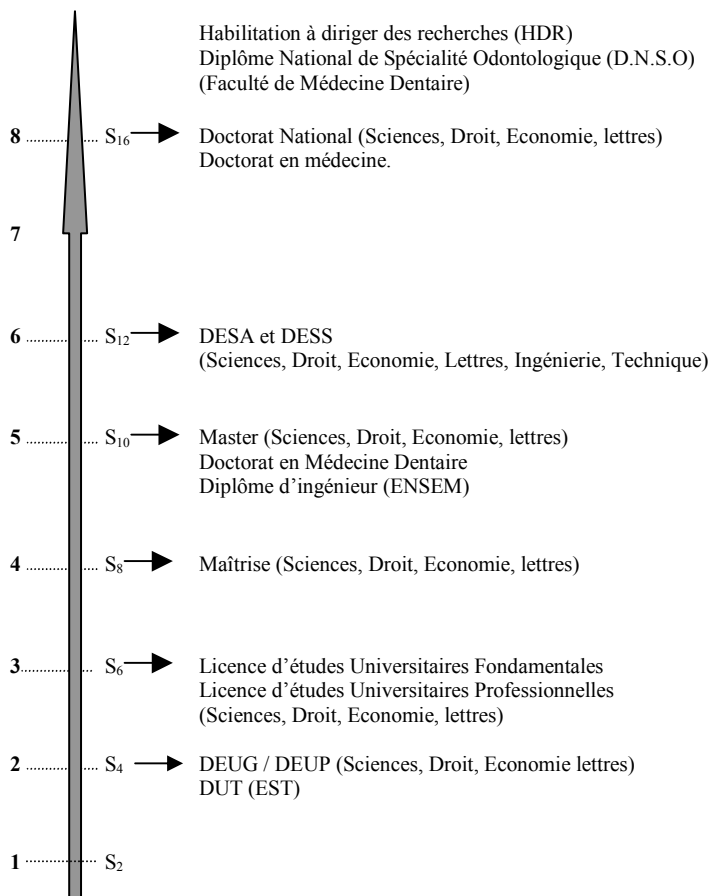 Habilitation à diriger des recherches (HDR)
Diplôme National de Spécialité Odontologique (D.N.S.O)
(Faculté de Médecine Dentaire)
8 ................... S16 Doctorat National (Sciences, Droit, Economie, lettres)
Doctorat en médecine.
7
6 ................... S12 DESA et DESS
(Sciences, Droit, Economie, Lettres, Ingénierie, Technique)
5 ................... S10 Master (Sciences, Droit, Economie, lettres)
Doctorat en Médecine Dentaire
Diplôme d’ingénieur (ENSEM)
4 ................... S8 Maîtrise (Sciences, Droit, Economie, lettres)
3 ................... S6 Licence d’études Universitaires Fondamentales
Licence d’études Universitaires Professionnelles
(Sciences, Droit, Economie, lettres)
2 ................... S4 DEUG / DEUP (Sciences, Droit, Economie lettres)
DUT (EST)
1 ................... S2